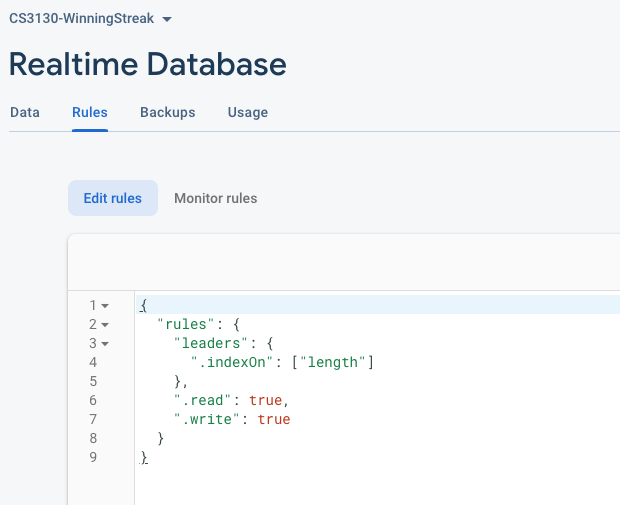 CS3130-WinningStreak
Realtime Database
Data Rules Backups Usage
Edit rules Monitor rules
1 {
2 "rules": {
3 "leaders": {
4 ".indexOn": ["length"]
5 },
6 ".read": true,
7 ".write": true
8 }
9 }